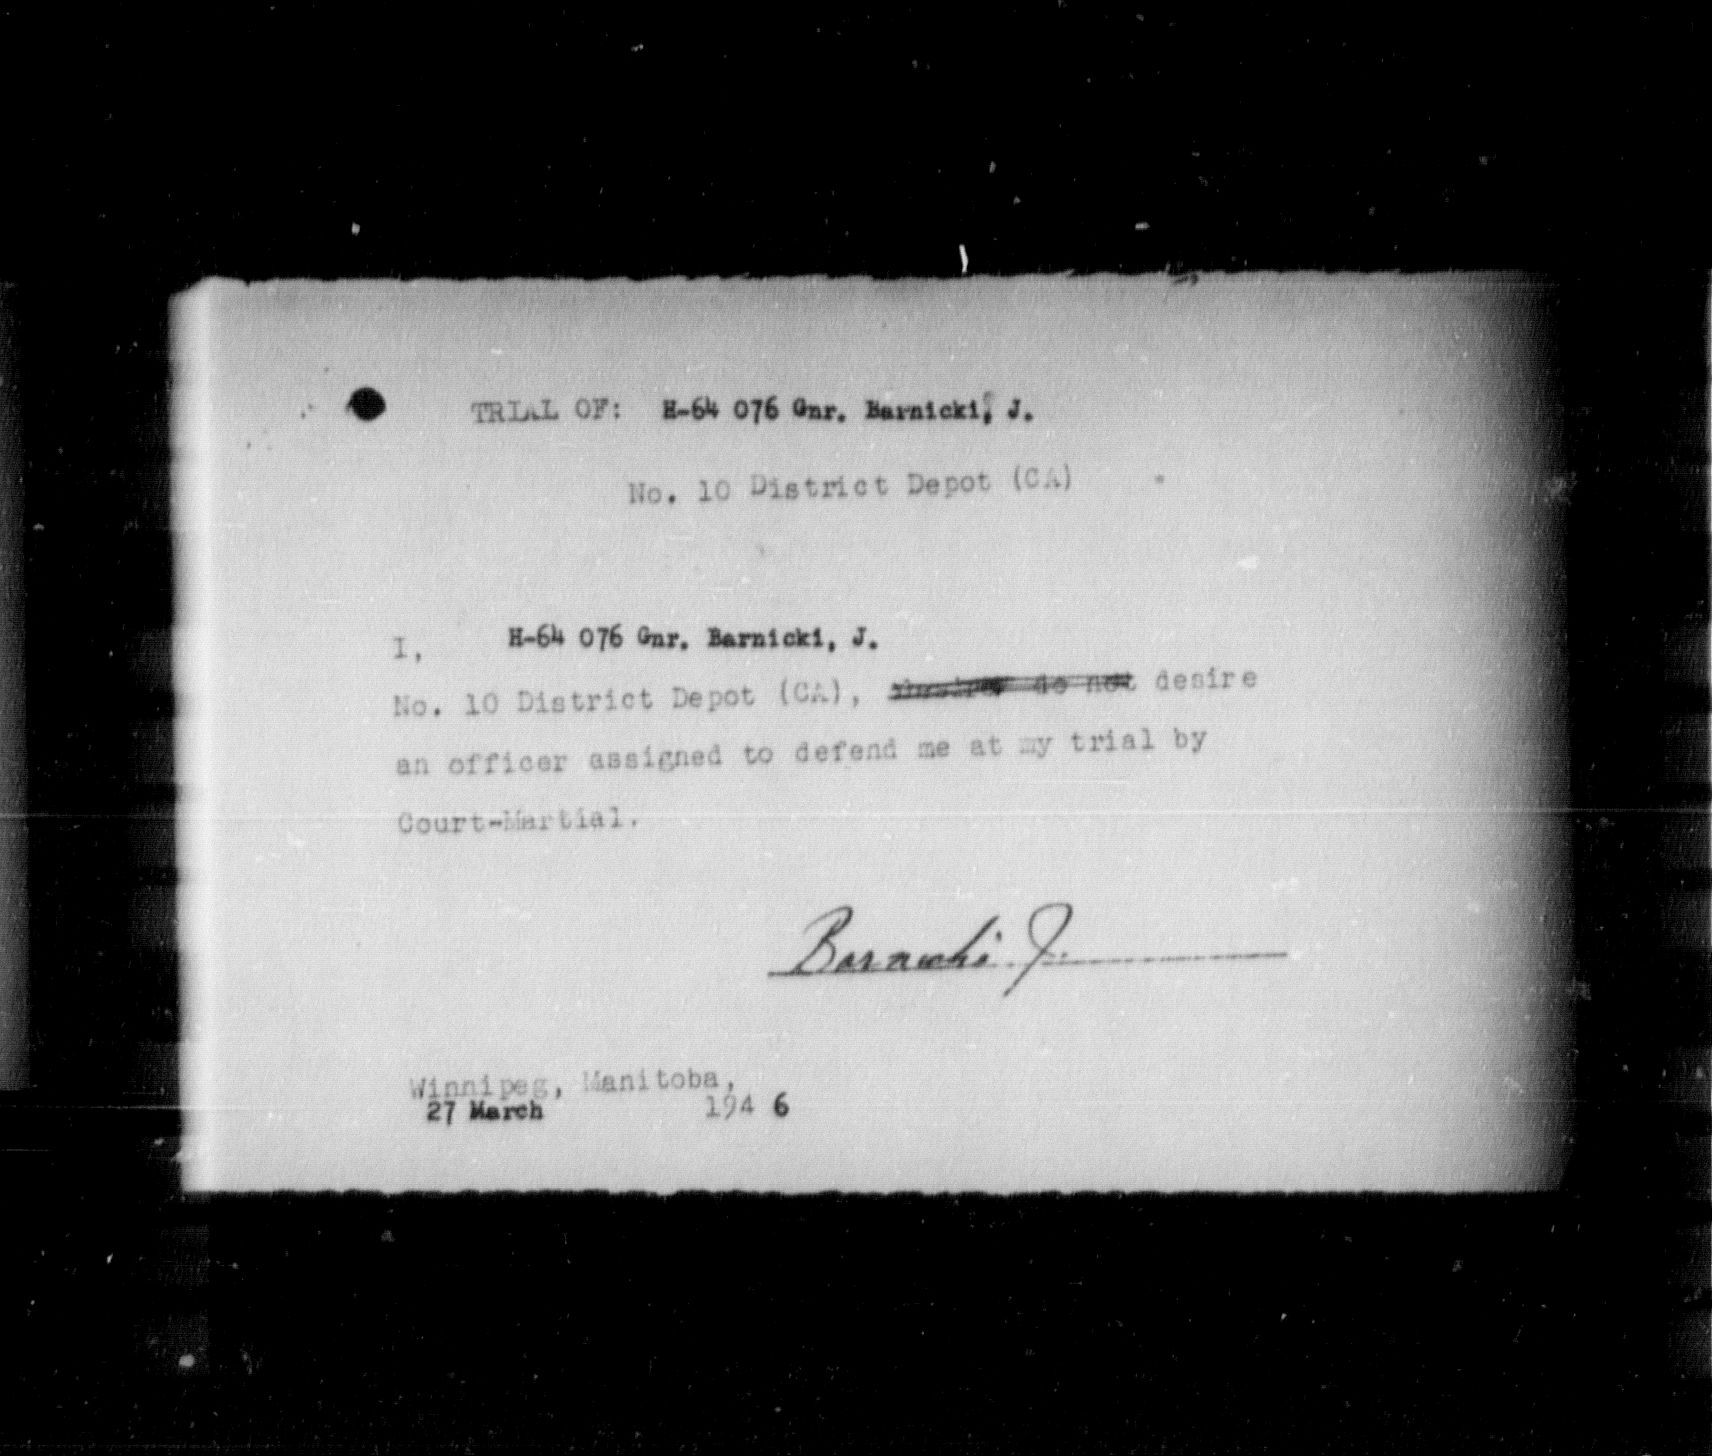 TRIAL OF: H-64 076 Gnr. Barnicki, J.
No. 10 District Depot (CA)
I, H-64 076 Gnr. Barnicki, J.
No. 10 District Depot (CA), do not desire
an officer assigned to defend me at my trial by
Court-Martial.
Barnicki J.
Winnipeg, Manitoba,
27 March 194 6